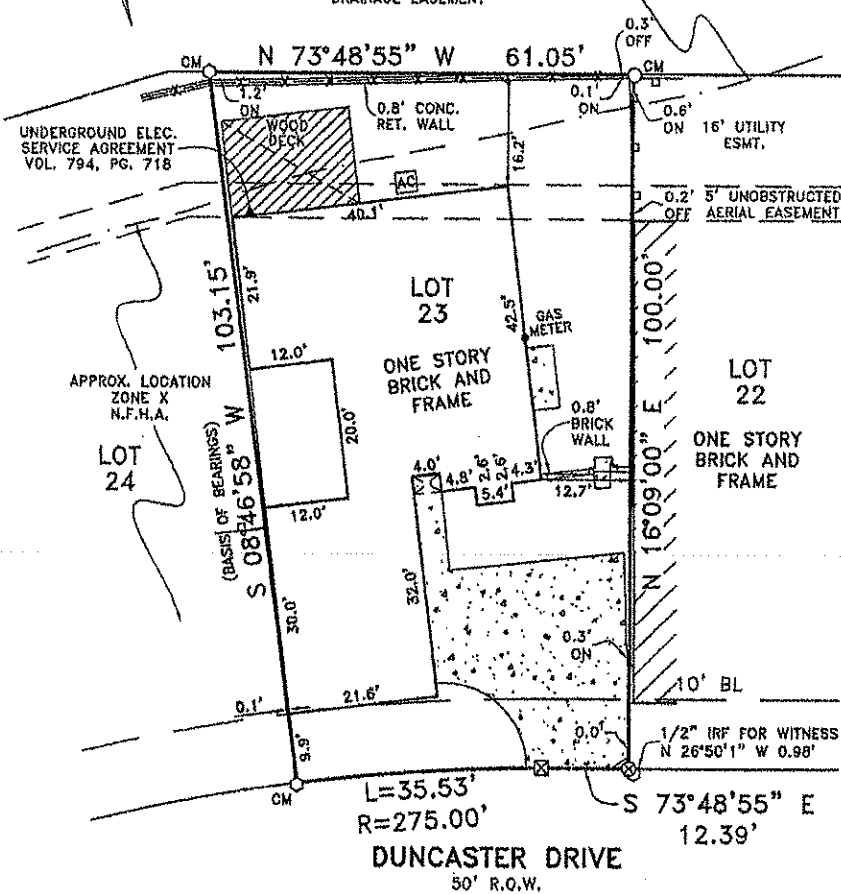 DRAINAGE EASEMENT
0.3'
OFF
CM
N 73°48'55" W 61.05'
CM
1.2'
ON
0.8' CONC.
RET. WALL
0.1'
ON
0.6'
ON
16' UTILITY
ESMT.
UNDERGROUND ELEC.
SERVICE AGREEMENT
VOL. 794, PG. 718
WOOD
DECK
16.2'
AC
40.1'
0.2'
OFF
5' UNOBSTRUCTED
AERIAL EASEMENT
103.15'
21.9'
LOT
23
42.5'
GAS
METER
100.00'
ONE STORY
BRICK AND
FRAME
12.0'
20.0'
12.0'
APPROX. LOCATION
ZONE X
N.F.H.A.
LOT
24
(BASIS OF BEARINGS)
S 08°46'58" W
LOT
22
ONE STORY
BRICK AND
FRAME
0.8'
BRICK
WALL
4.0'
4.8'
2.6'
5.4'
2.6'
4.3'
12.7'
N 16°09'00" E
30.0'
32.0'
0.3'
ON
21.6'
0.1'
10' BL
9.9'
0.0'
1/2" IRF FOR WITNESS
N 26°50'1" W 0.98'
CM
L=35.53'
R=275.00'
S 73°48'55" E
12.39'
DUNCASTER DRIVE
50' R.O.W.